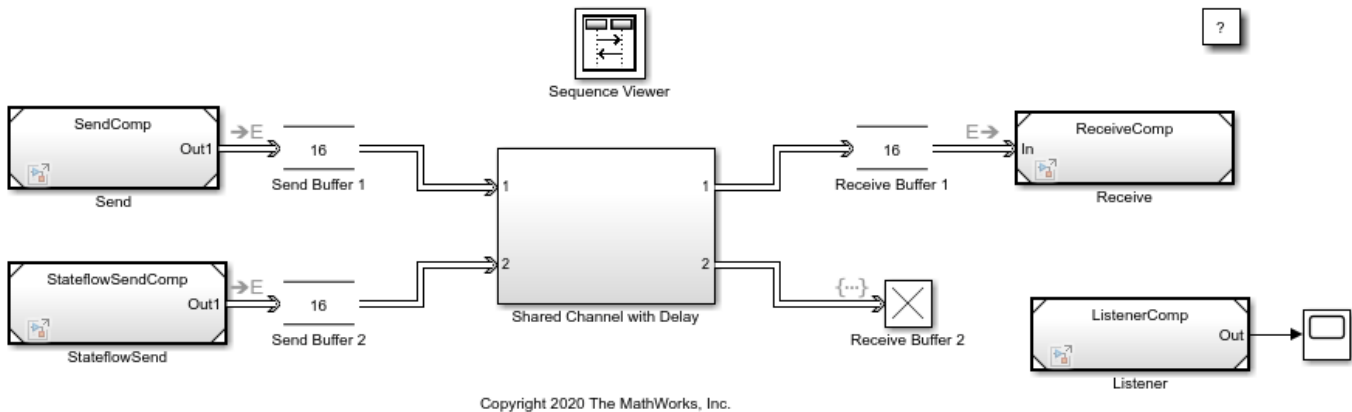 ?
Sequence Viewer
SendComp
Out1
Send
E
16
Send Buffer 1
1
2
1
2
Shared Channel with Delay
16
Receive Buffer 1
E
ReceiveComp
In
Receive
StateflowSendComp
Out1
StateflowSend
E
16
Send Buffer 2
{...}
Receive Buffer 2
ListenerComp
Out
Listener
Copyright 2020 The MathWorks, Inc.